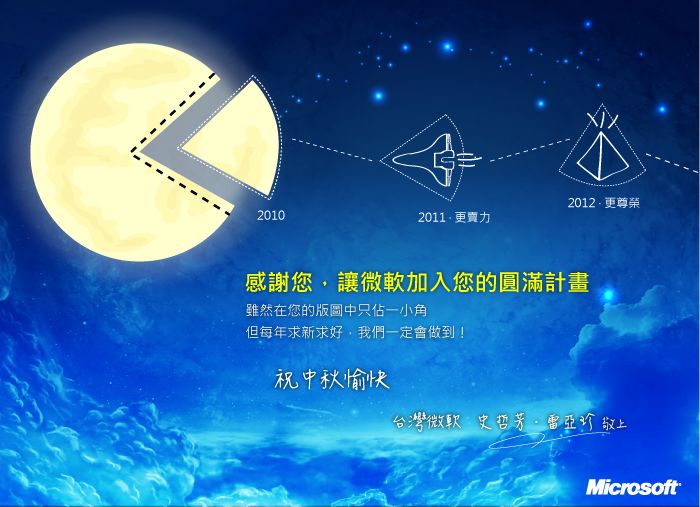 2010
2011 · 更賣力
2012 · 更尊榮
感謝您，讓微軟加入您的圓滿計畫
雖然在您的版圖中只佔一小角
但每年求新求好，我們一定會做到！
祝中秋愉快
台灣微軟 史哲芳 · 雷亞珍 敬上
Microsoft